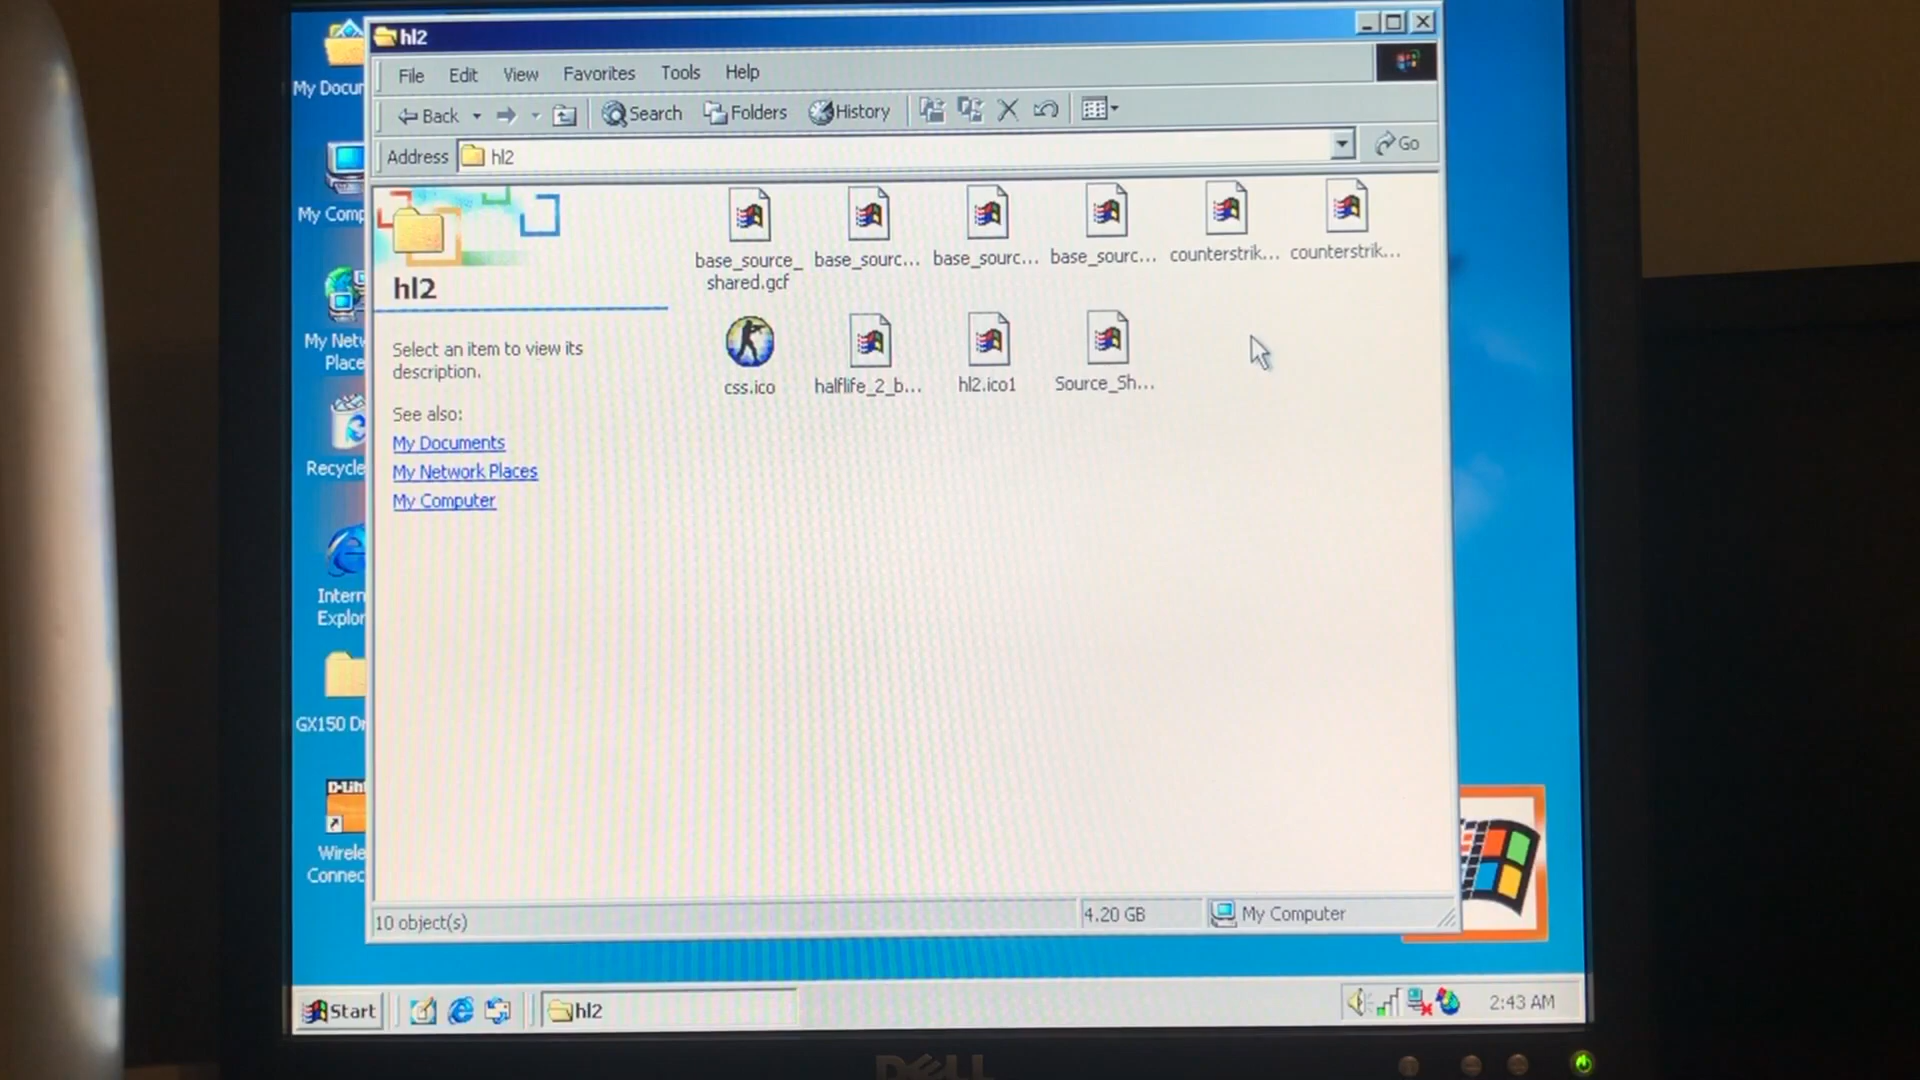 hl2
File Edit View Favorites Tools Help
Back Search Folders History
Address hl2 Go
My Docum
My Comp
My Netw
Place
Recycle
Intern
Explor
GX150 Dr
D-Link
Wirele
Connec
hl2
Select an item to view its
description.
See also:
My Documents
My Network Places
My Computer
base_source_
shared.gcf
base_sourc...
base_sourc...
base_sourc...
counterstrik...
counterstrik...
css.ico
halflife_2_b...
hl2.ico1
Source_Sh...
10 object(s) 4.20 GB My Computer
Start hl2 2:43 AM
DELL